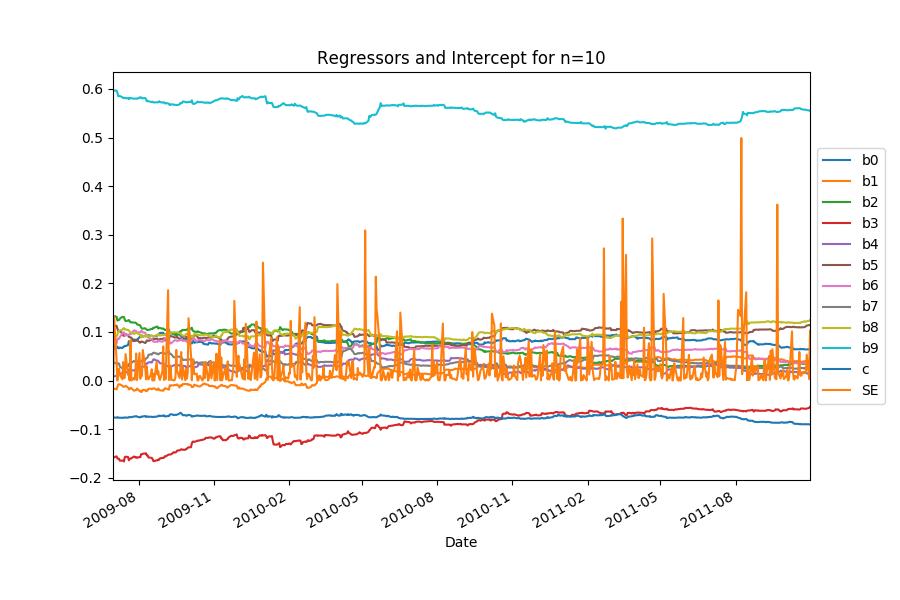 Regressors and Intercept for n=10
0.6
0.5
0.4
0.3
0.2
0.1
0.0
−0.1
−0.2
2009-08
2009-11
2010-02
2010-05
2010-08
2010-11
2011-02
2011-05
2011-08
Date
b0
b1
b2
b3
b4
b5
b6
b7
b8
b9
c
SE